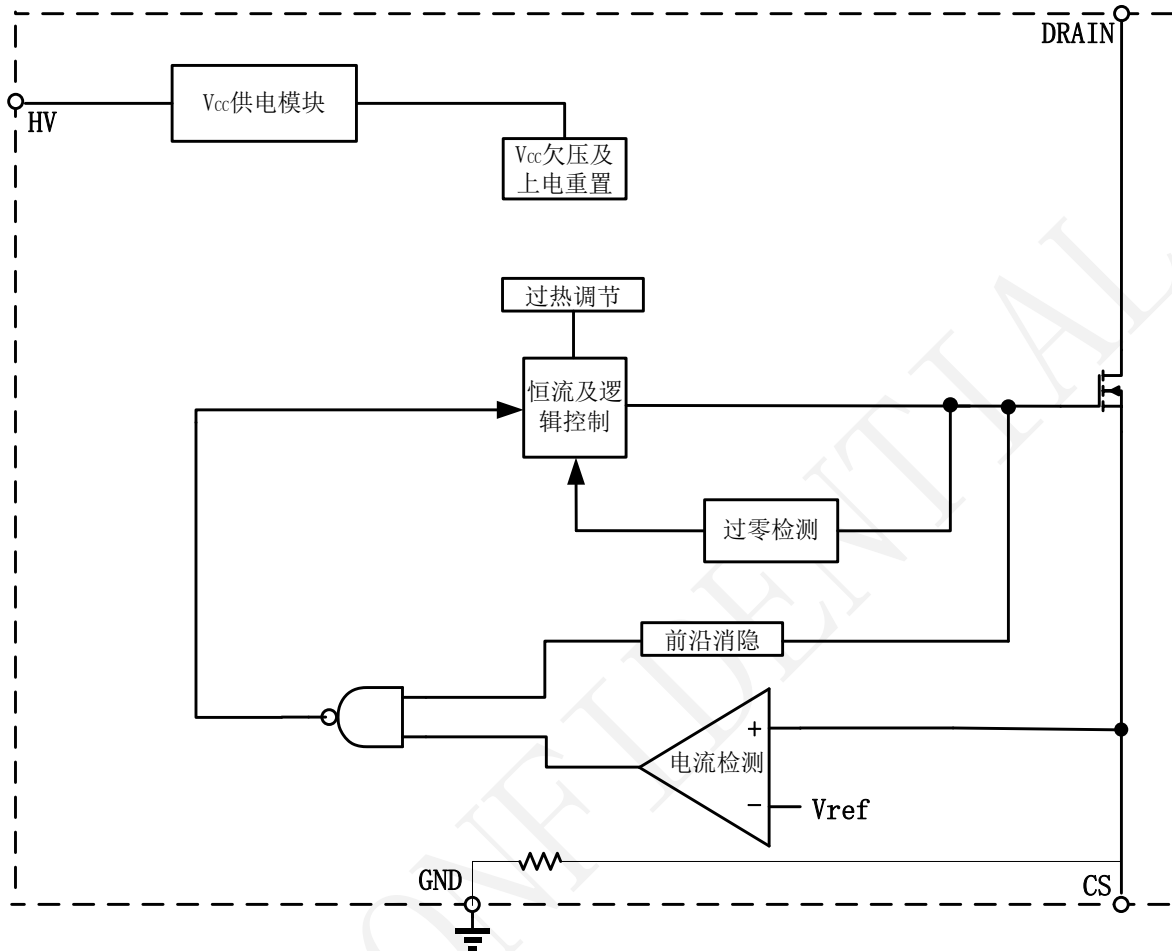 DRAIN
HV
Vcc供电模块
Vcc欠压及
上电重置
过热调节
恒流及逻
辑控制
过零检测
前沿消隐
+
电流检测
−
Vref
GND
CS
CONFIDENTIAL